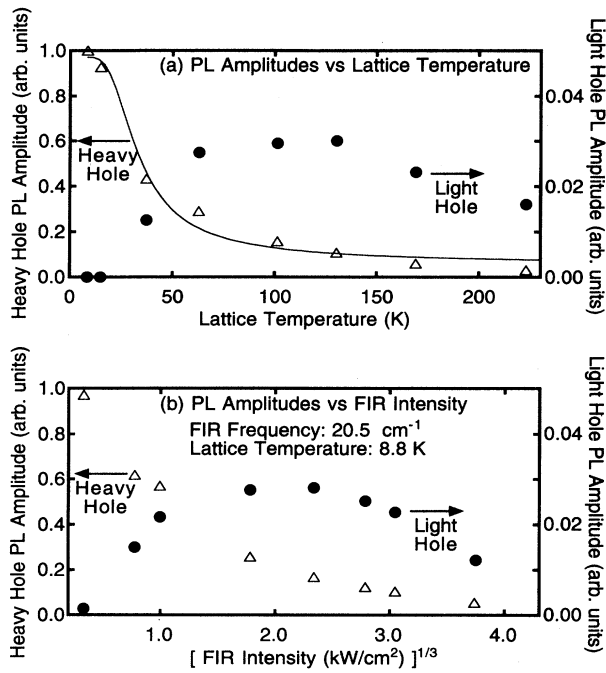 (a) PL Amplitudes vs Lattice Temperature
Heavy Hole PL Amplitude (arb. units)
1.0
0.8
0.6
0.4
0.2
0.0
Heavy
Hole
Light
Hole
0.04
0.02
0.00
Light Hole PL Amplitude (arb. units)
0 50 100 150 200
Lattice Temperature (K)
(b) PL Amplitudes vs FIR Intensity
FIR Frequency: 20.5 cm-1
Lattice Temperature: 8.8 K
Heavy Hole PL Amplitude (arb. units)
1.0
0.8
0.6
0.4
0.2
0.0
Heavy
Hole
Light
Hole
0.04
0.02
0.00
Light Hole PL Amplitude (arb. units)
1.0 2.0 3.0 4.0
[ FIR Intensity (kW/cm2) ]1/3